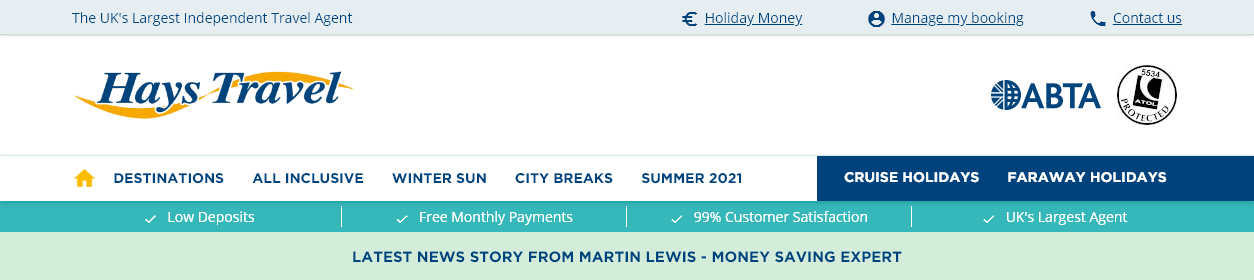 The UK's Largest Independent Travel Agent Holiday Money Manage my booking Contact us
Hays Travel
ABTA
5534
ATOL
PROTECTED
DESTINATIONS ALL INCLUSIVE WINTER SUN CITY BREAKS SUMMER 2021 CRUISE HOLIDAYS FARAWAY HOLIDAYS
Low Deposits Free Monthly Payments 99% Customer Satisfaction UK's Largest Agent
LATEST NEWS STORY FROM MARTIN LEWIS - MONEY SAVING EXPERT